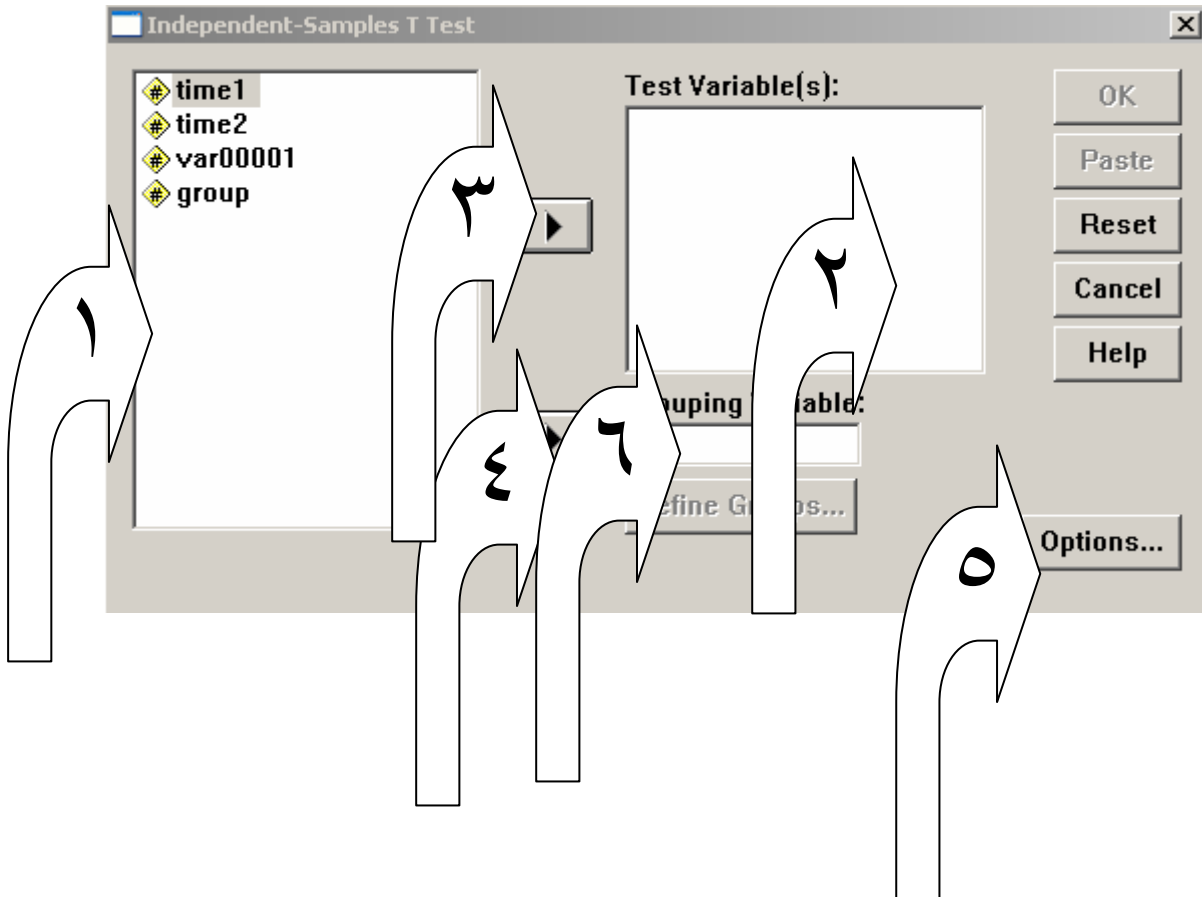 Independent-Samples T Test
time1
time2
var00001
group
Test Variable(s):
OK
Paste
Reset
Cancel
Help
Options...
١
٣
٢
٤
٦
٥